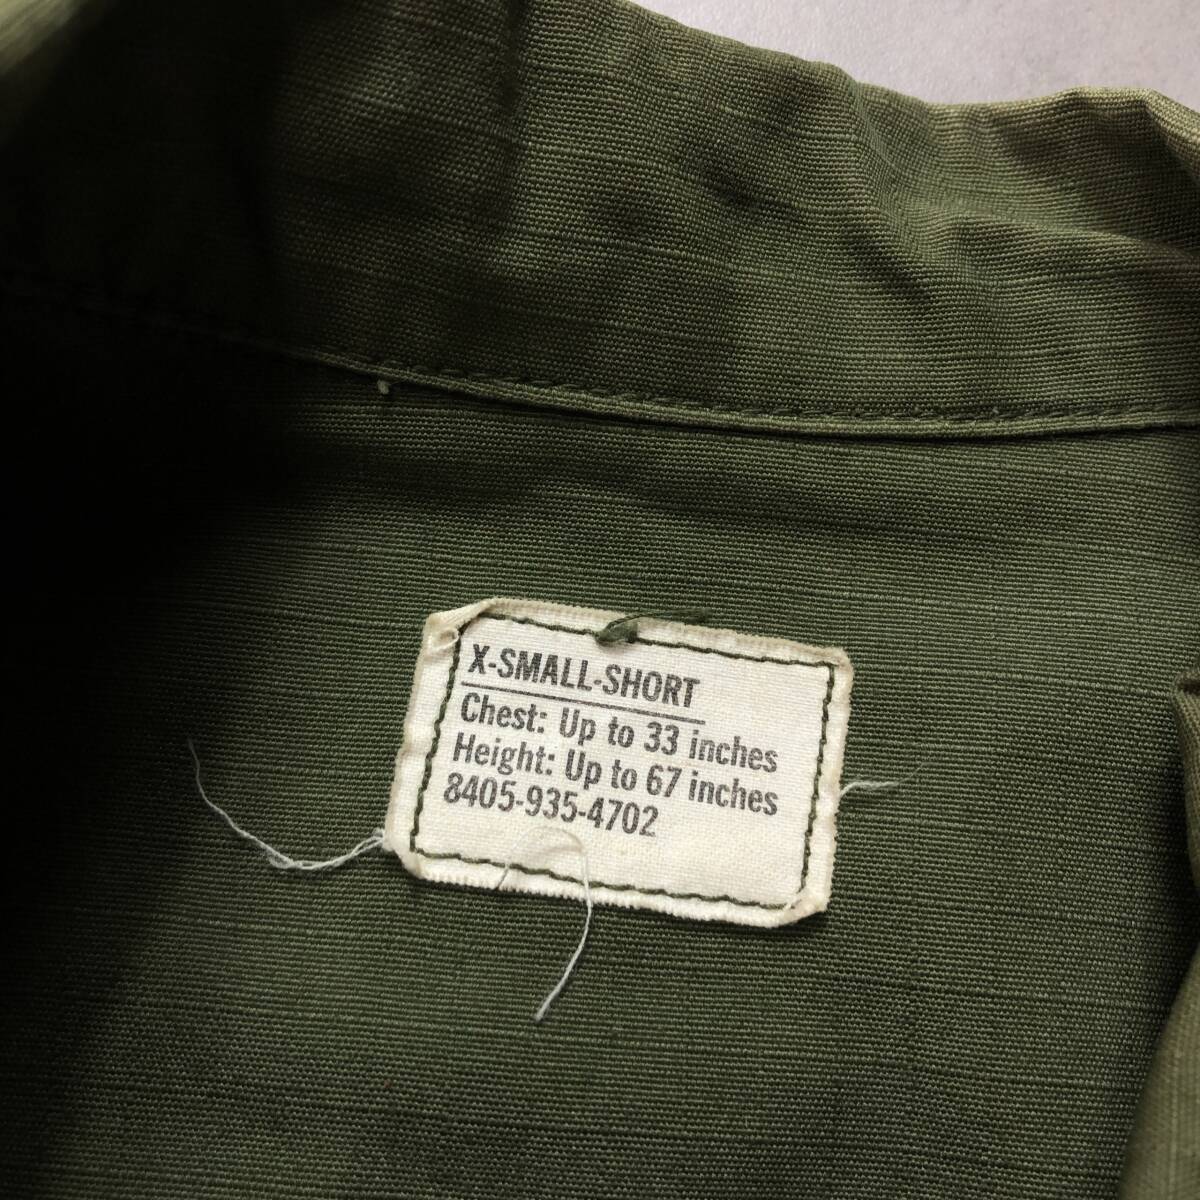 X-SMALL-SHORT
Chest: Up to 33 inches
Height: Up to 67 inches
8405-935-4702